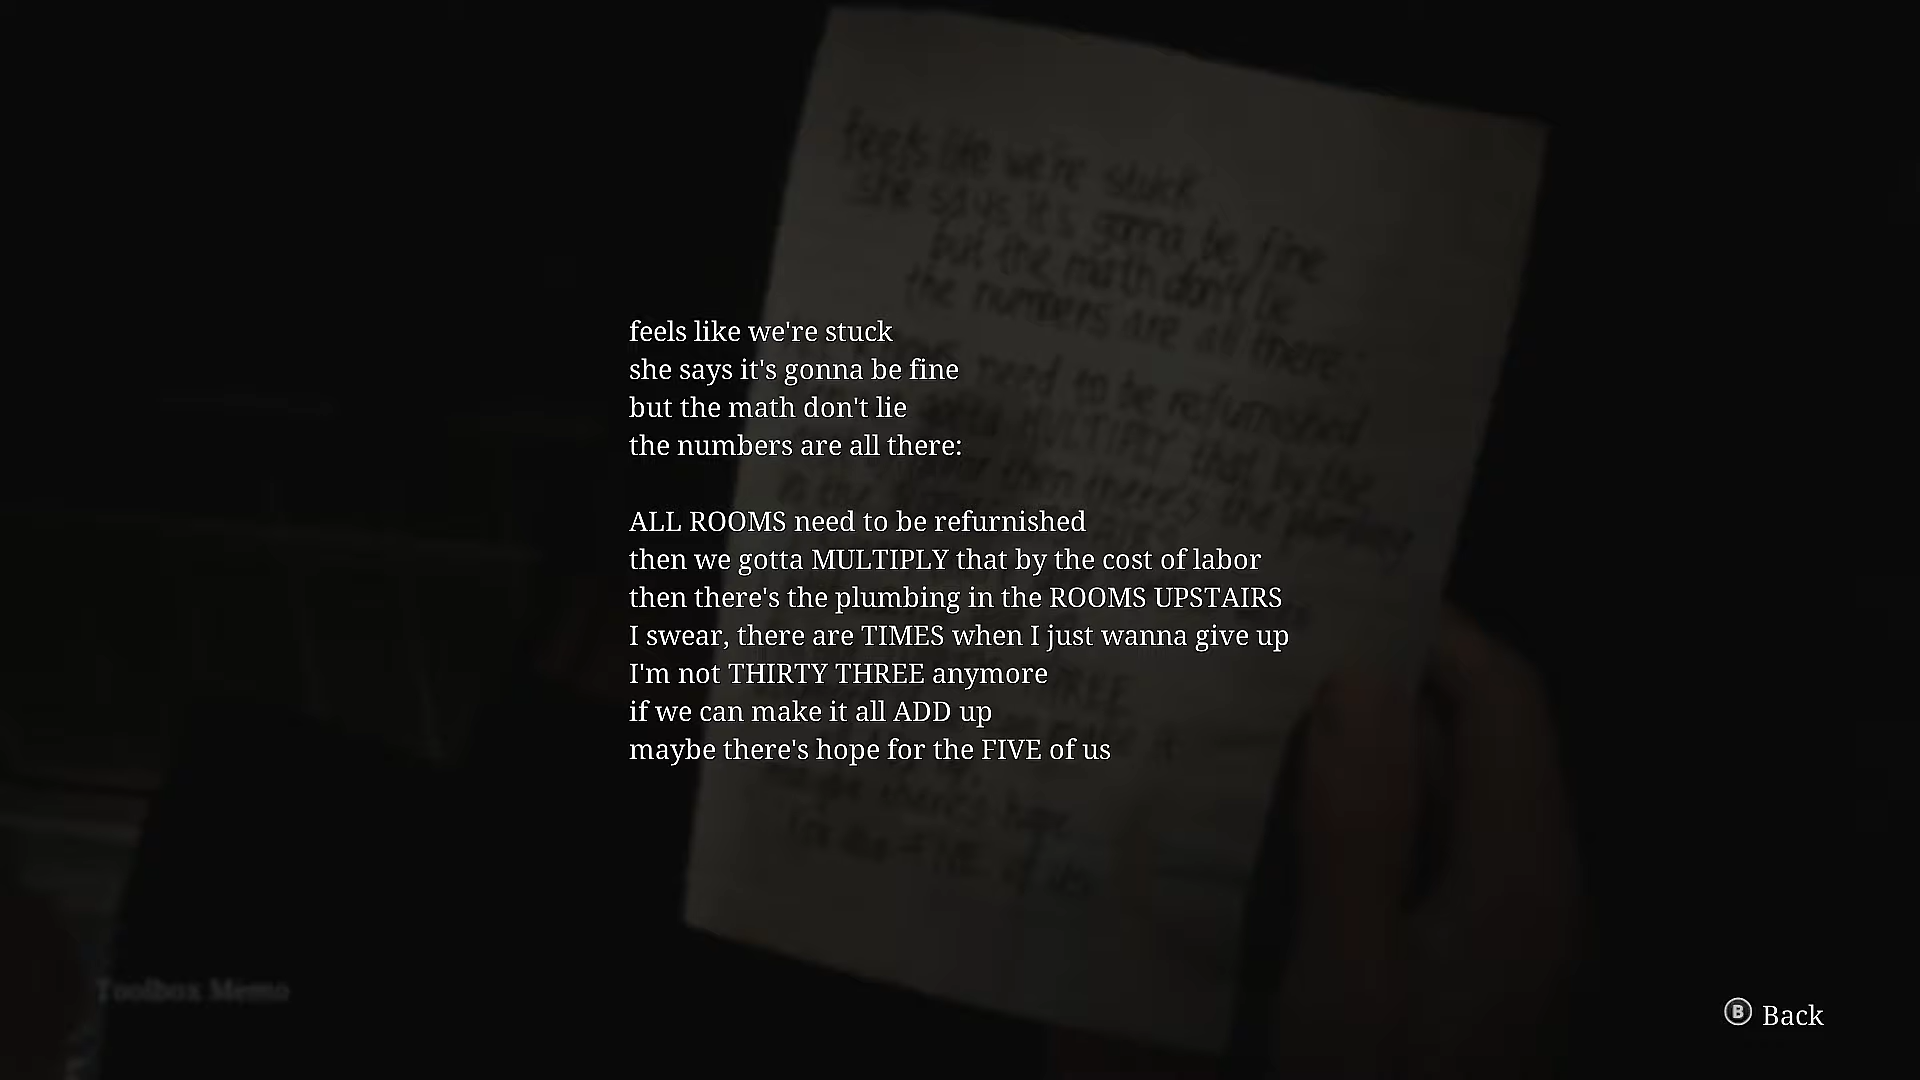 feels like we're stuck
she says it's gonna be fine
but the math don't lie
the numbers are all there:
ALL ROOMS need to be refurnished
then we gotta MULTIPLY that by the cost of labor
then there's the plumbing in the ROOMS UPSTAIRS
I swear, there are TIMES when I just wanna give up
I'm not THIRTY THREE anymore
if we can make it all ADD up
maybe there's hope for the FIVE of us
Toolbox Memo
B Back